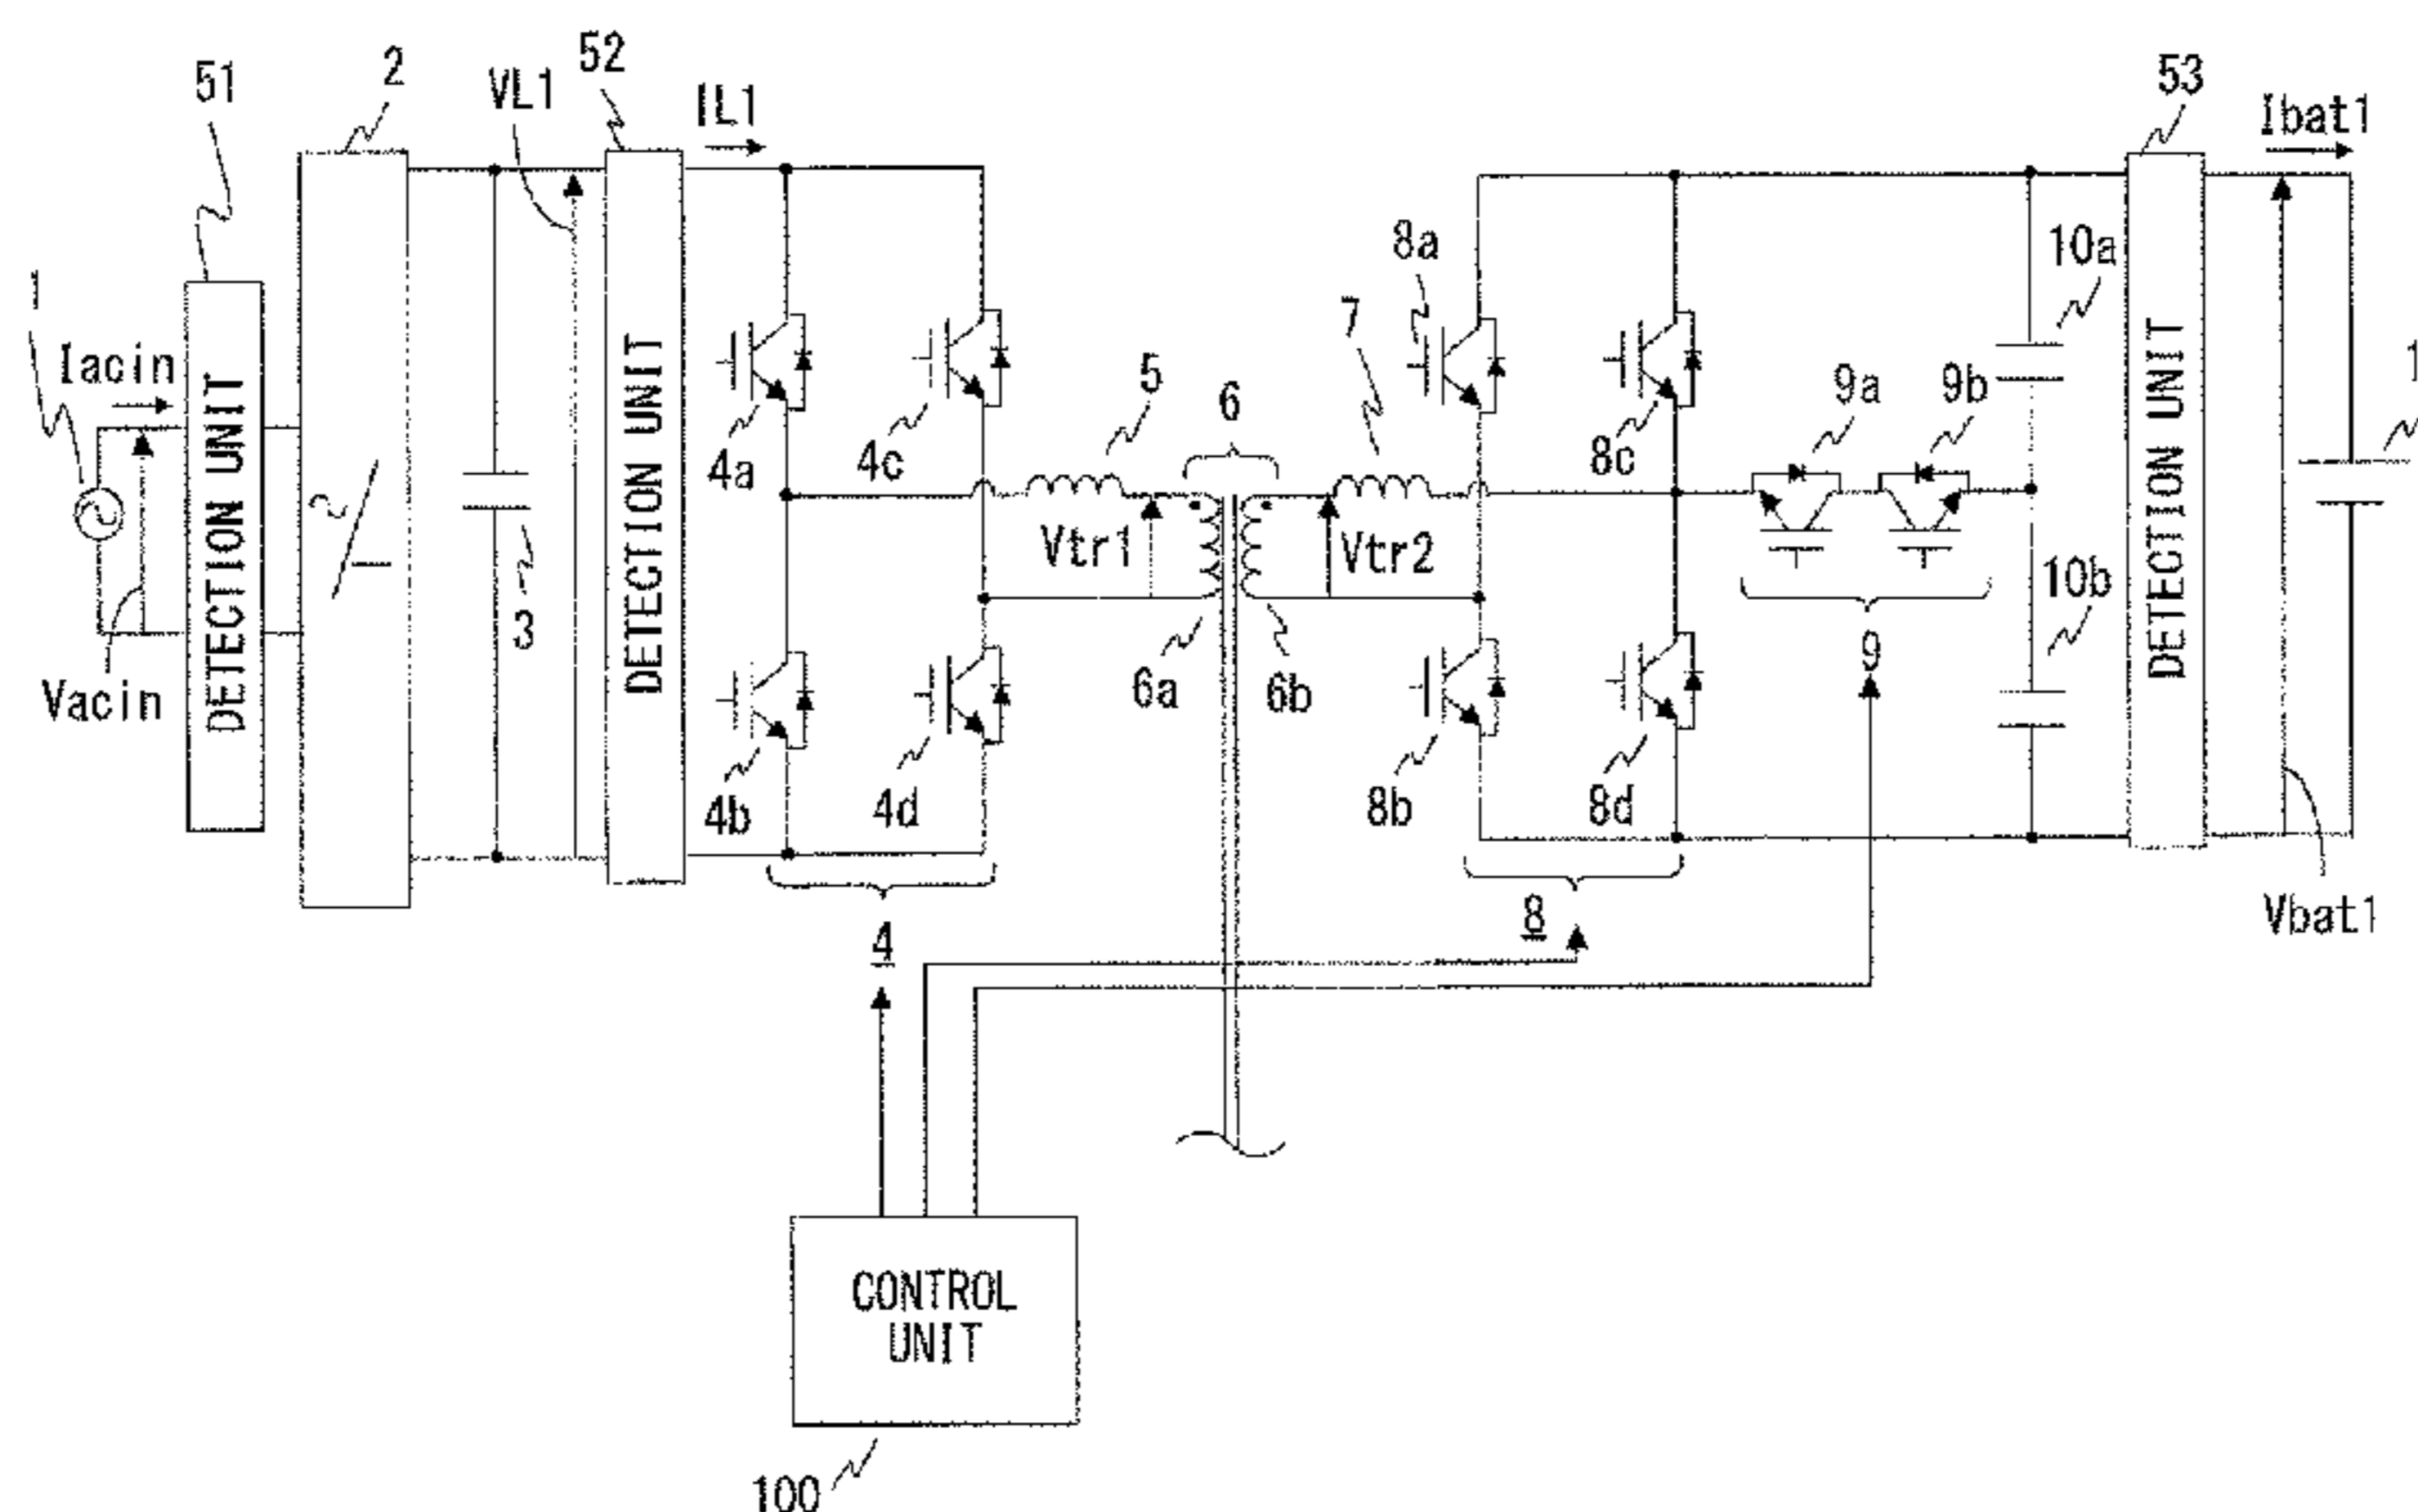 51
2
VL1
52
IL1
53
Ibat1
Iacin
DETECTION UNIT
Vacin
3
DETECTION UNIT
4a
4c
4b
4d
4
5
6
7
Vtr1
Vtr2
6a
6b
8a
8c
8b
8d
8
9a
9b
9
10a
10b
DETECTION UNIT
Vbat1
CONTROL
UNIT
100